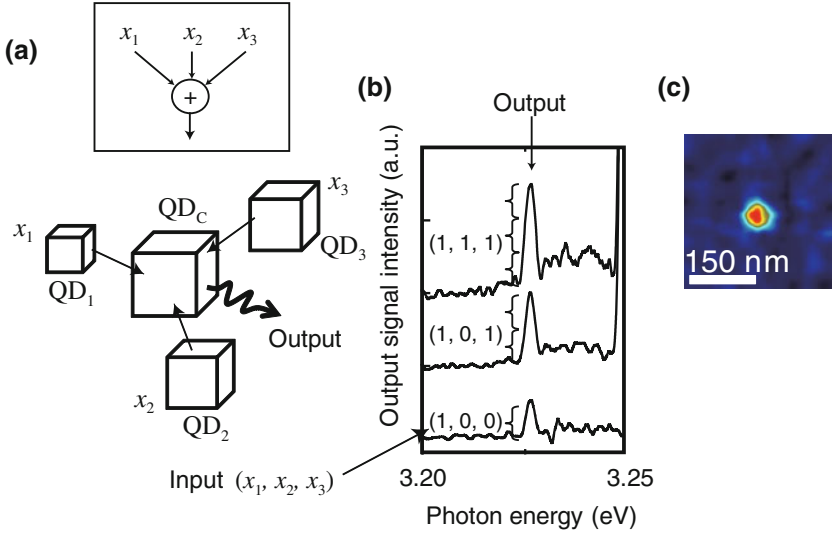 (a)
x1 x2 x3
+
x1
QD1
QDC
x3
QD3
Output
x2
QD2
Input (x1, x2, x3)
(b)
Output
Output signal intensity (a.u.)
(1, 1, 1)
(1, 0, 1)
(1, 0, 0)
3.20 3.25
Photon energy (eV)
(c)
150 nm